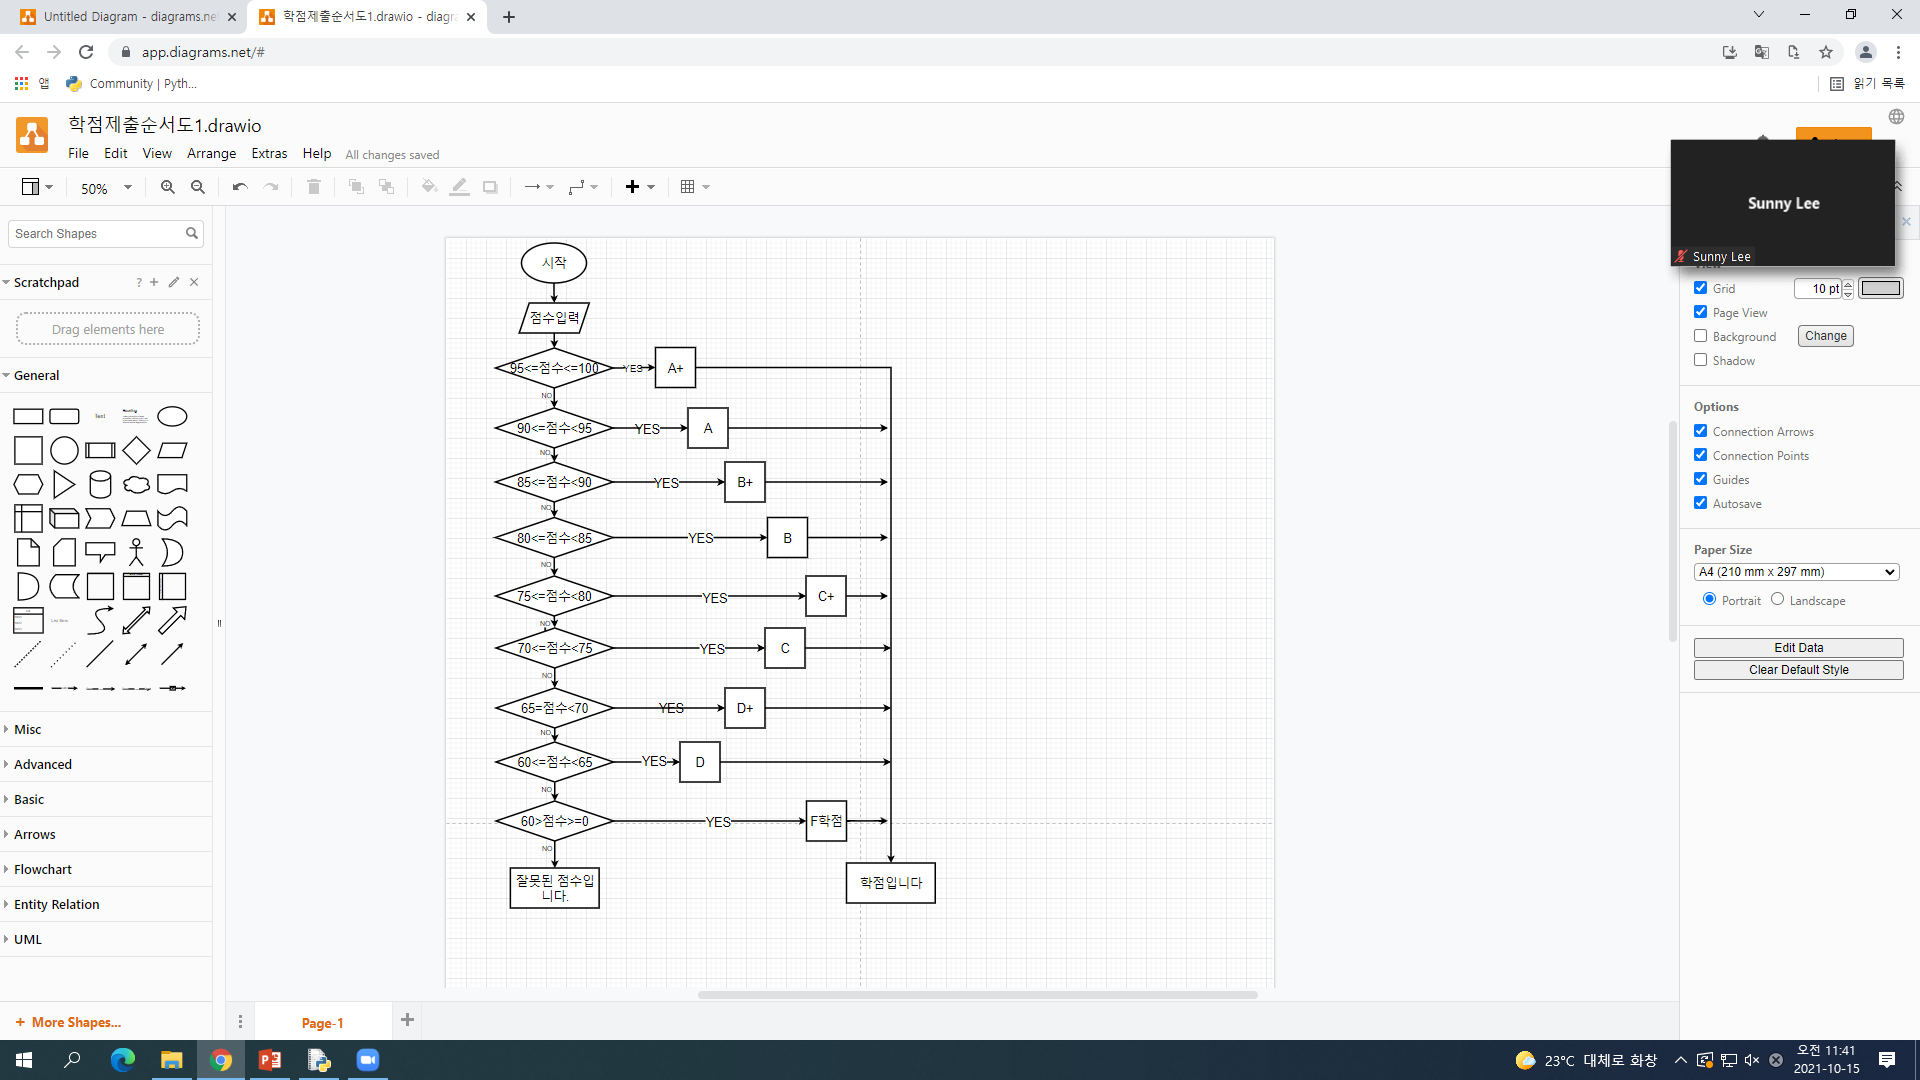 Untitled Diagram - diagrams.ne
학점제출순서도1.drawio - diagra
app.diagrams.net/#
앱
Community | Pyth...
읽기 목록
학점제출순서도1.drawio
File Edit View Arrange Extras Help All changes saved
50%
Sunny Lee
Sunny Lee
Search Shapes
Scratchpad
?
Drag elements here
General
Text
Heading
List Item
Misc
Advanced
Basic
Arrows
Flowchart
Entity Relation
UML
+ More Shapes...
시작
점수입력
95<=점수<=100 YES A+
NO
90<=점수<95 YES A
NO
85<=점수<90 YES B+
NO
80<=점수<85 YES B
NO
75<=점수<80 YES C+
NO
70<=점수<75 YES C
NO
65=점수<70 YES D+
NO
60<=점수<65 YES D
NO
60>점수>=0 YES F학점
NO
잘못된 점수입
니다.
학점입니다
Grid 10 pt
Page View
Background Change
Shadow
Options
Connection Arrows
Connection Points
Guides
Autosave
Paper Size
A4 (210 mm x 297 mm)
Portrait Landscape
Edit Data
Clear Default Style
Page-1
23°C 대체로 화창
오전 11:41
2021-10-15